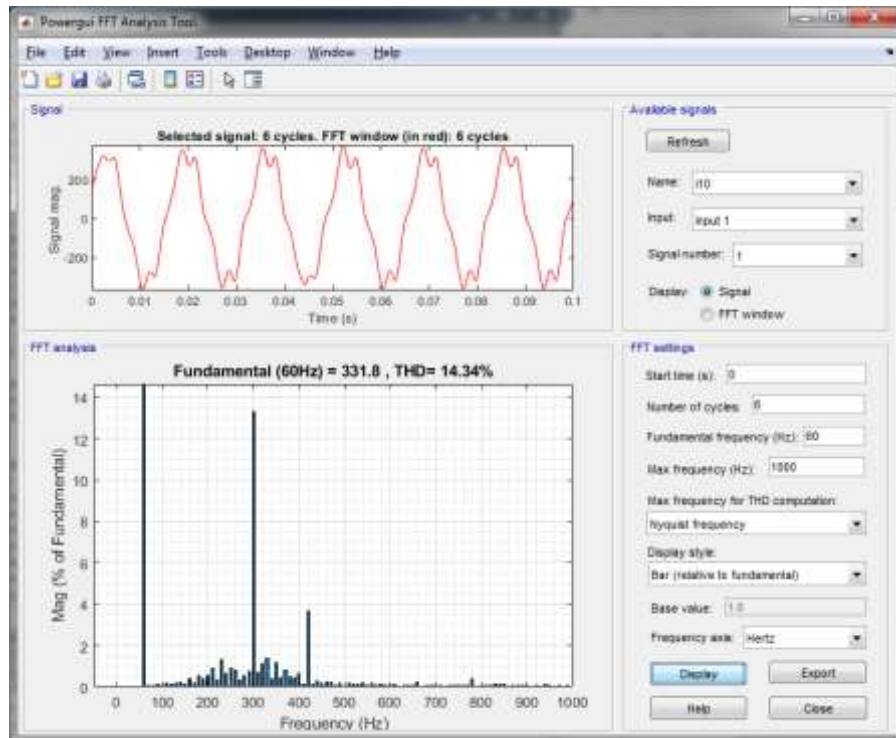 Powergui FFT Analysis Tool
File Edit View Insert Tools Desktop Window Help
Signal
Selected signal: 6 cycles. FFT window (in red): 6 cycles
Signal mag.
200
0
-200
0 0.01 0.02 0.03 0.04 0.05 0.06 0.07 0.08 0.09 0.1
Time (s)
FFT analysis
Fundamental (60Hz) = 331.8 , THD= 14.34%
Mag (% of Fundamental)
14
12
10
8
6
4
2
0
0 100 200 300 400 500 600 700 800 900 1000
Frequency (Hz)
Available signals
Refresh
Name: i10
Input: input 1
Signal number: 1
Display: Signal
FFT window
FFT settings
Start time (s): 0
Number of cycles: 6
Fundamental frequency (Hz): 60
Max frequency (Hz): 1000
Max frequency for THD computation:
Nyquist frequency
Display style:
Bar (relative to fundamental)
Base value: 1.0
Frequency axis: Hertz
Display Export
Help Close